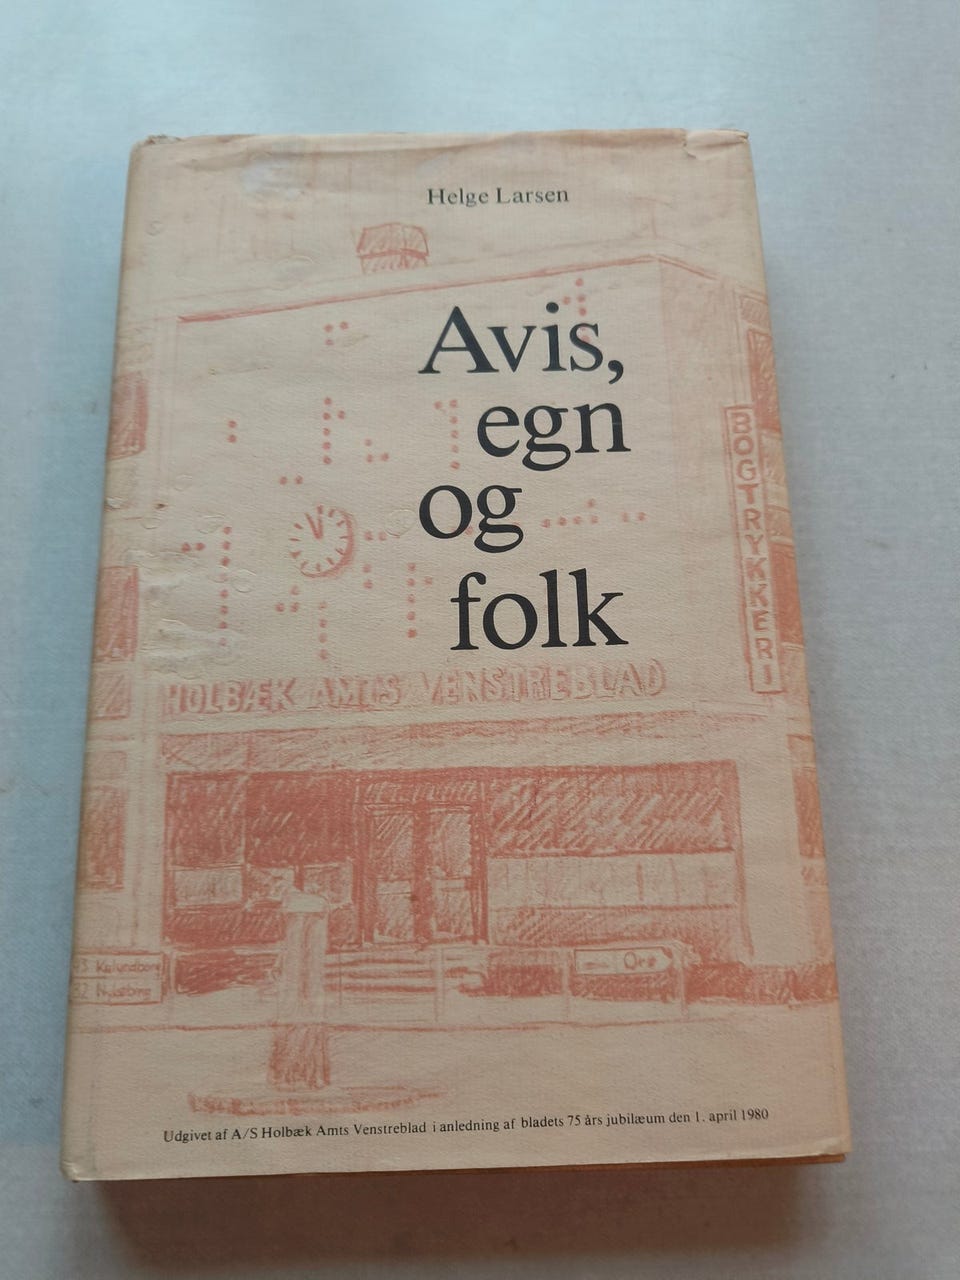 Helge Larsen
Avis,
egn
og
folk
BOGTRYKKERI
HOLBÆK AMTS VENSTREBLAD
Kalundborg
Orø
Udgivet af A/S Holbæk Amts Venstreblad i anledning af bladets 75 års jubilæum den 1. april 1980